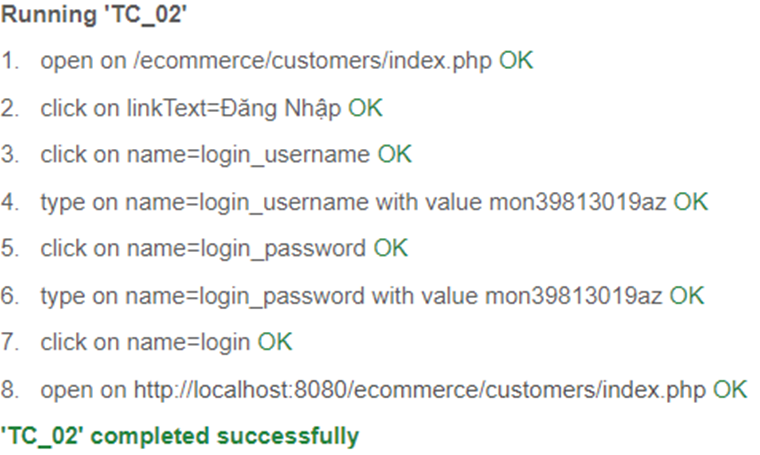 Running 'TC_02'
1. open on /ecommerce/customers/index.php OK
2. click on linkText=Đăng Nhập OK
3. click on name=login_username OK
4. type on name=login_username with value mon39813019az OK
5. click on name=login_password OK
6. type on name=login_password with value mon39813019az OK
7. click on name=login OK
8. open on http://localhost:8080/ecommerce/customers/index.php OK
'TC_02' completed successfully